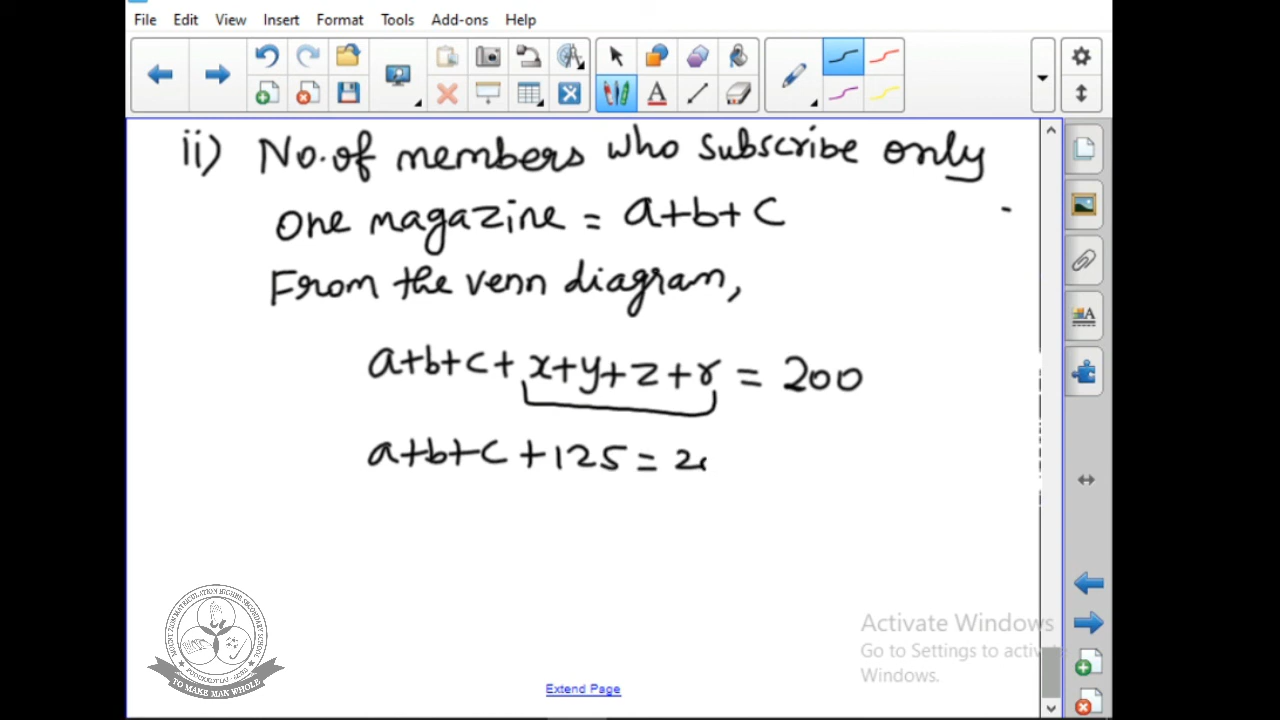 File Edit View Insert Format Tools Add-ons Help
ii) No. of members who subscribe only
one magazine = a+b+c
From the venn diagram,
a+b+c+x+y+z+r = 200
a+b+c+125=20
Activate Windows
Go to Settings to activ
Windows.
TO MAKE MAN WHOLE
Extend Page